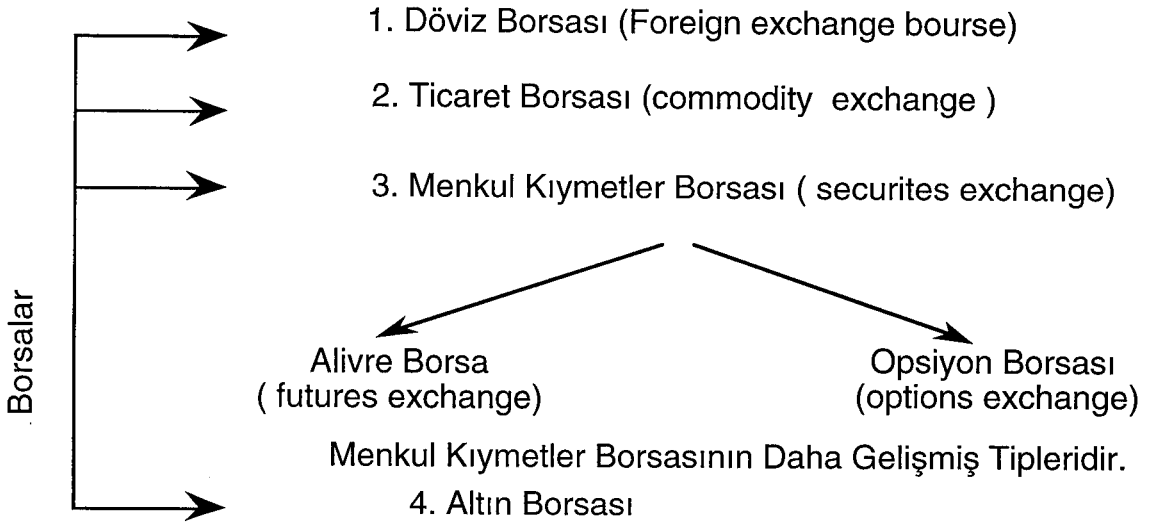 1. Döviz Borsası (Foreign exchange bourse)
2. Ticaret Borsası (commodity exchange )
3. Menkul Kıymetler Borsası ( securites exchange)
Borsalar
Alivre Borsa
( futures exchange)
Opsiyon Borsası
(options exchange)
Menkul Kıymetler Borsasının Daha Gelişmiş Tipleridir.
4. Altın Borsası